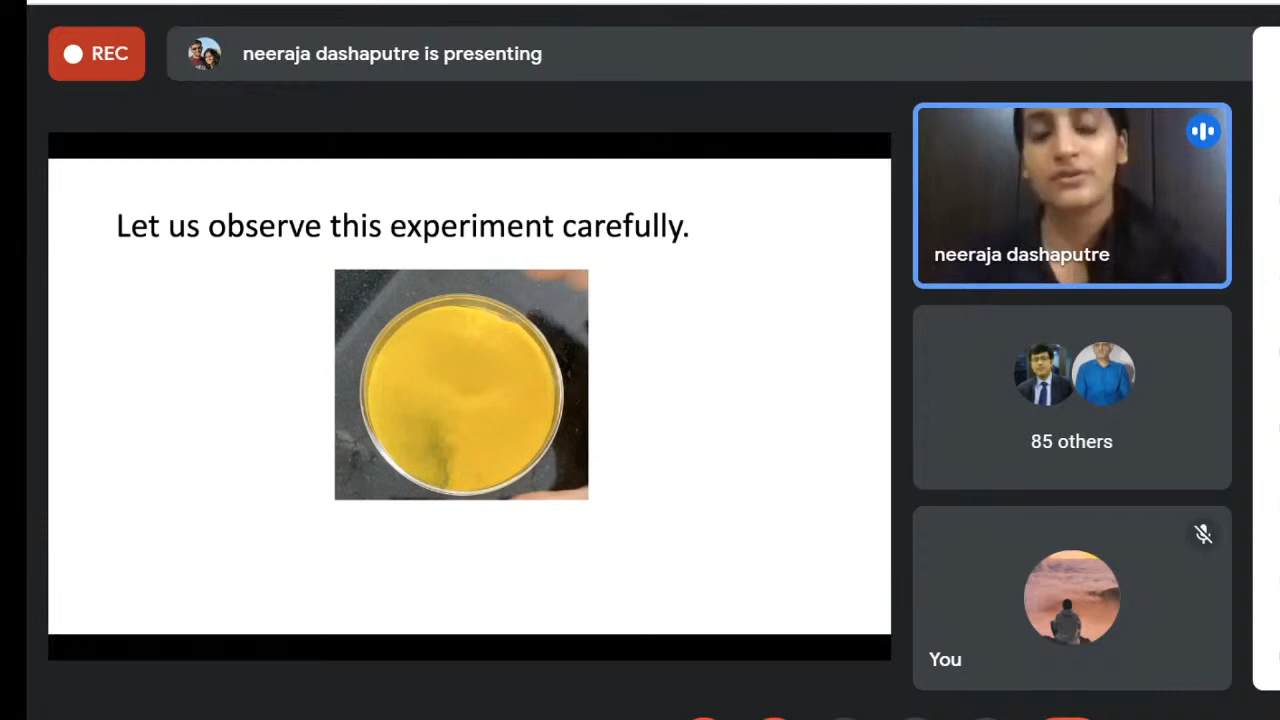 REC
neeraja dashaputre is presenting
Let us observe this experiment carefully.
neeraja dashaputre
85 others
You